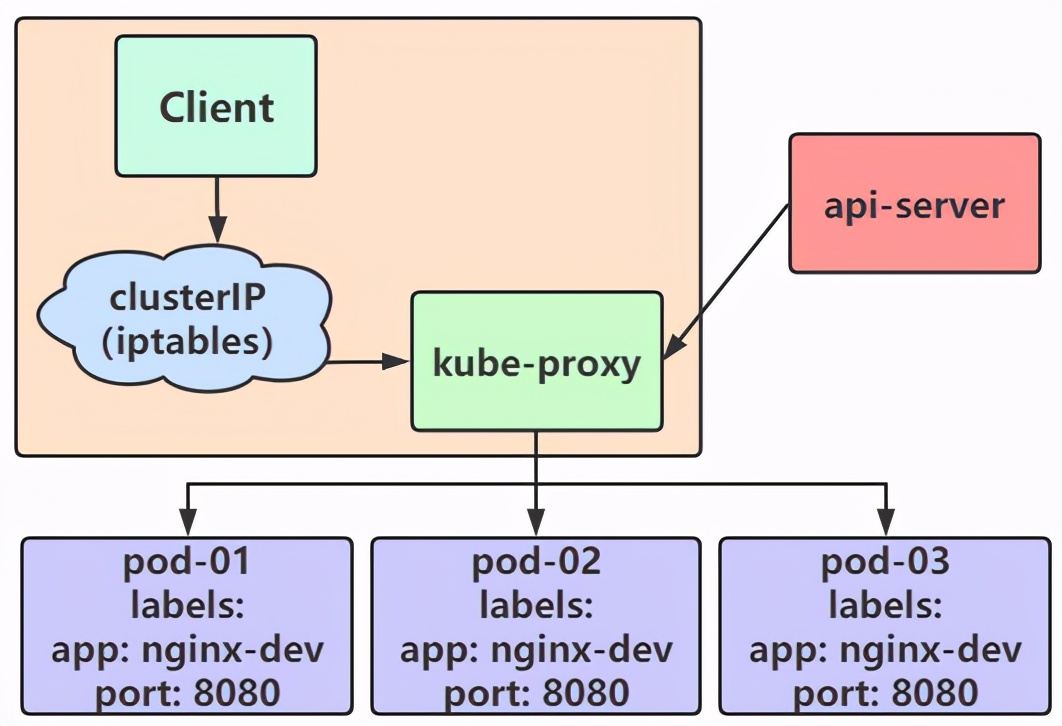 Client
api-server
clusterIP
(iptables)
kube-proxy
pod-01
labels:
app: nginx-dev
port: 8080
pod-02
labels:
app: nginx-dev
port: 8080
pod-03
labels:
app: nginx-dev
port: 8080